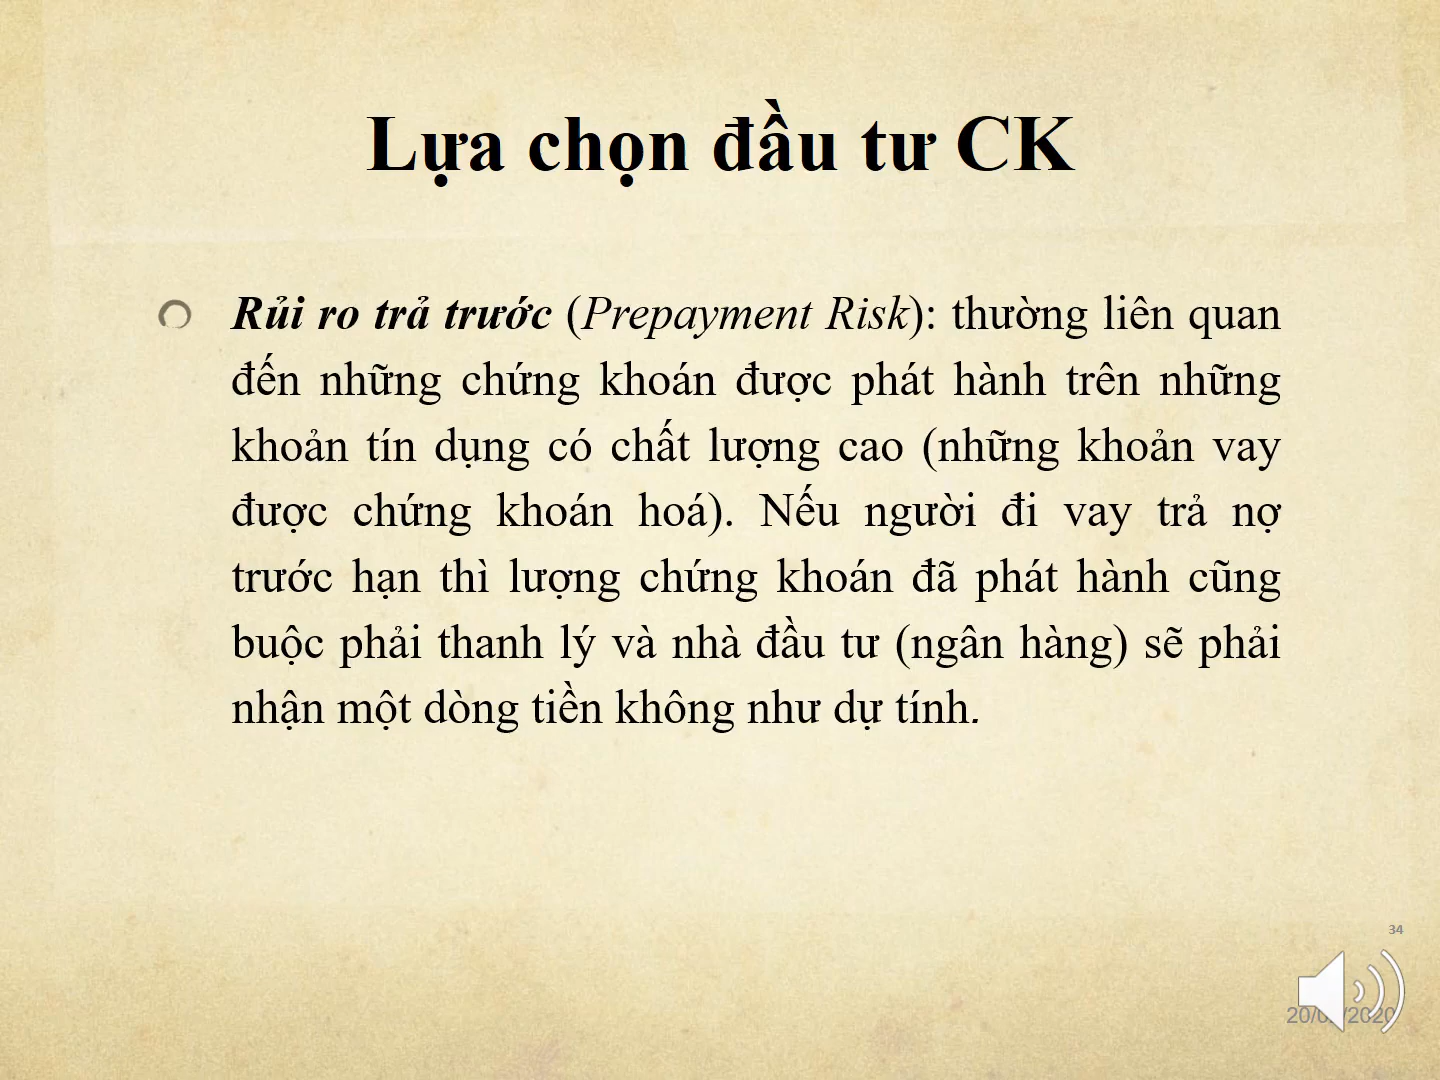 Lựa chọn đầu tư CK
Rủi ro trả trước (Prepayment Risk): thường liên quan
đến những chứng khoán được phát hành trên những
khoản tín dụng có chất lượng cao (những khoản vay
được chứng khoán hoá). Nếu người đi vay trả nợ
trước hạn thì lượng chứng khoán đã phát hành cũng
buộc phải thanh lý và nhà đầu tư (ngân hàng) sẽ phải
nhận một dòng tiền không như dự tính.
34